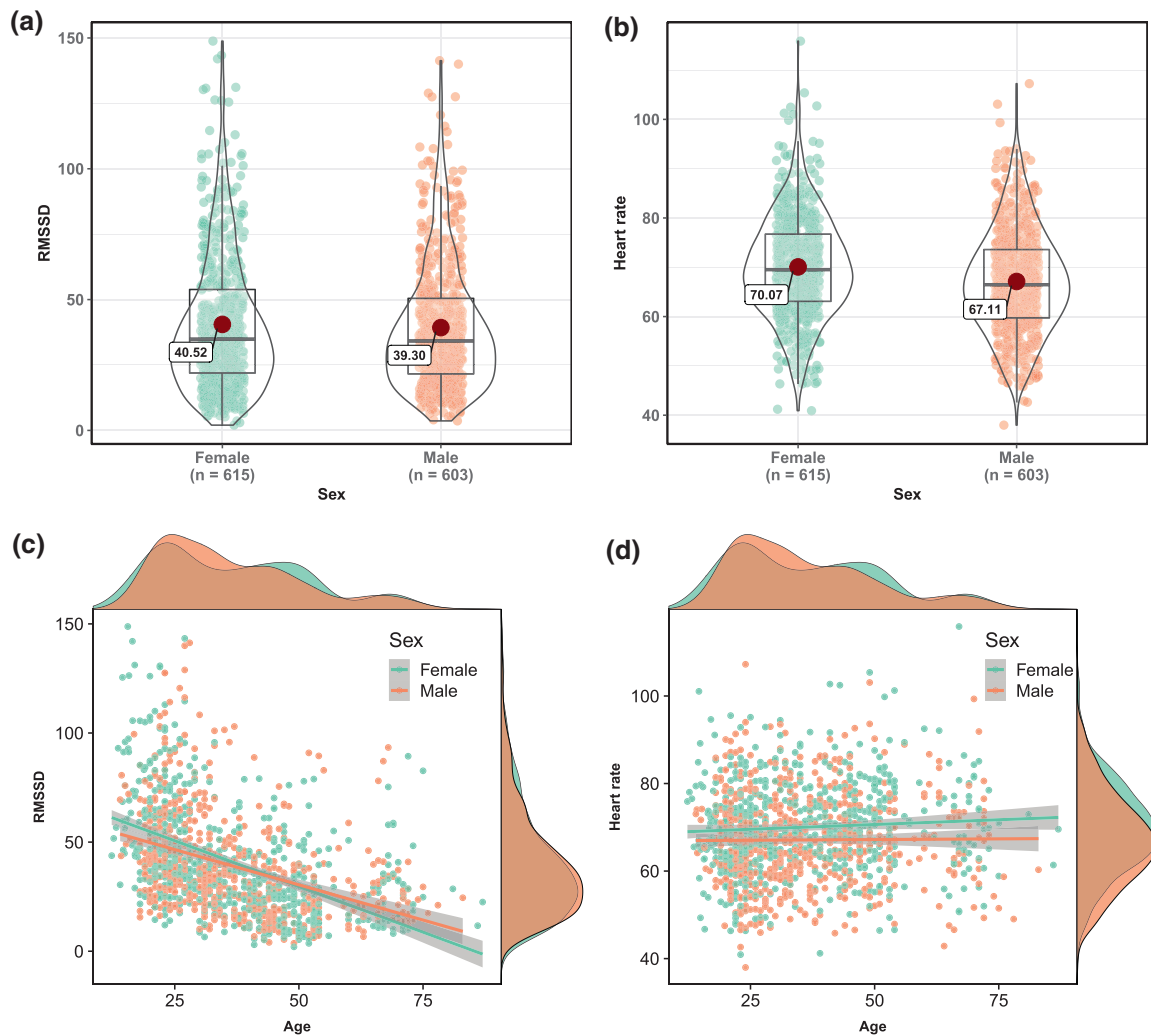 (a)
150
100
50
0
RMSSD
40.52
39.30
Female
(n = 615)
Male
(n = 603)
Sex
(b)
100
80
60
40
Heart rate
70.07
67.11
Female
(n = 615)
Male
(n = 603)
Sex
(c)
150
100
50
0
RMSSD
Sex
Female
Male
25
50
75
Age
(d)
100
80
60
40
Heart rate
Sex
Female
Male
25
50
75
Age